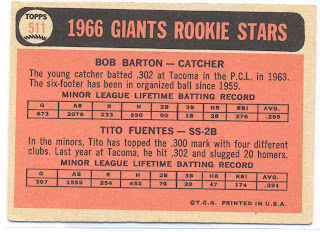 TOPPS
511
1966 GIANTS ROOKIE STARS
BOB BARTON — CATCHER
The young catcher batted .302 at Tacoma in the P.C.L. in 1963.
The six-footer has been in organized ball since 1959.
MINOR LEAGUE LIFETIME BATTING RECORD
G AB R H 2B 3B HR RBI AVG.
673 2076 233 550 90 18 28 276 .265
TITO FUENTES — SS-2B
In the minors, Tito has topped the .300 mark with four different
clubs. Last year at Tacoma, he hit .302 and slugged 20 homers.
MINOR LEAGUE LIFETIME BATTING RECORD
G AB R H 2B 3B HR RBI AVG.
397 1552 254 452 76 20 47 174 .291
©T.C.G. PRINTED IN U.S.A.